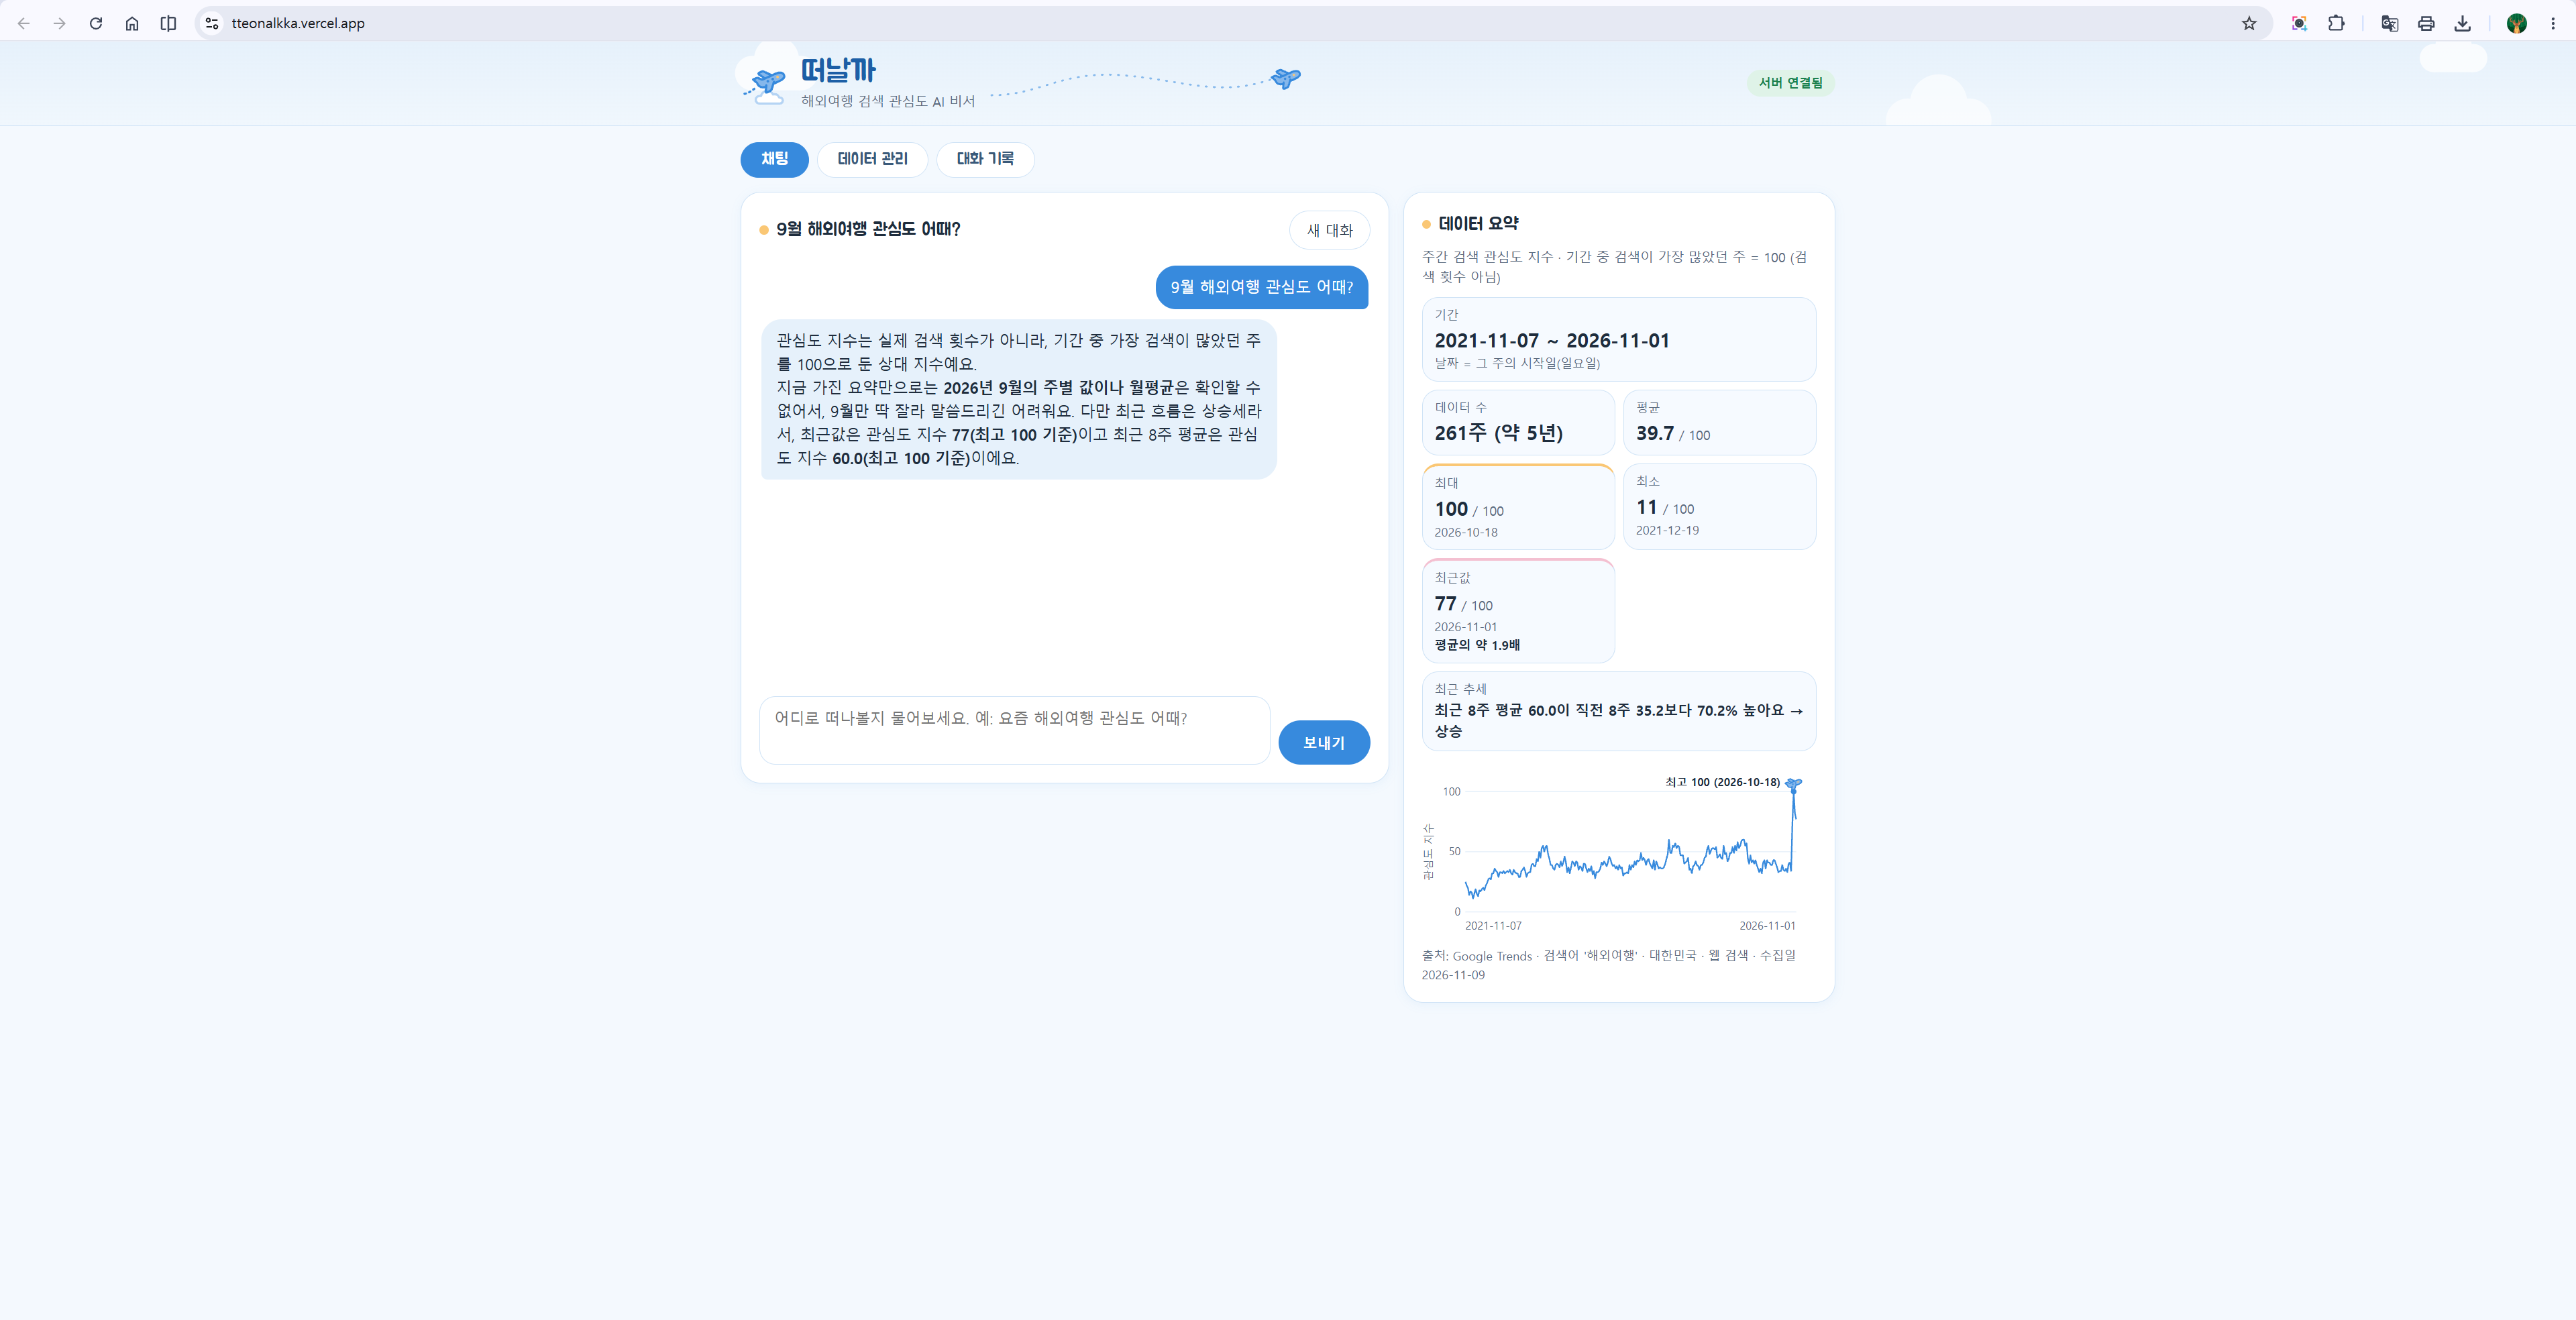 tteonalkka.vercel.app
떠날까
해외여행 검색 관심도 AI 비서
서버 연결됨
채팅
데이터 관리
대화 기록
9월 해외여행 관심도 어때?
새 대화
9월 해외여행 관심도 어때?
관심도 지수는 실제 검색 횟수가 아니라, 기간 중 가장 검색이 많았던 주
를 100으로 둔 상대 지수예요.
지금 가진 요약만으로는 2026년 9월의 주별 값이나 월평균은 확인할 수
없어서, 9월만 딱 잘라 말씀드리긴 어려워요. 다만 최근 흐름은 상승세라
서, 최근값은 관심도 지수 77(최고 100 기준)이고 최근 8주 평균은 관심
도 지수 60.0(최고 100 기준)이에요.
어디로 떠나볼지 물어보세요. 예: 요즘 해외여행 관심도 어때?
보내기
데이터 요약
주간 검색 관심도 지수 · 기간 중 검색이 가장 많았던 주 = 100 (검
색 횟수 아님)
기간
2021-11-07 ~ 2026-11-01
날짜 = 그 주의 시작일(일요일)
데이터 수
261주 (약 5년)
평균
39.7 / 100
최대
100 / 100
2026-10-18
최소
11 / 100
2021-12-19
최근값
77 / 100
2026-11-01
평균의 약 1.9배
최근 추세
최근 8주 평균 60.0이 직전 8주 35.2보다 70.2% 높아요 →
상승
최고 100 (2026-10-18)
100
관심도 지수
50
0
2021-11-07
2026-11-01
출처: Google Trends · 검색어 '해외여행' · 대한민국 · 웹 검색 · 수집일
2026-11-09